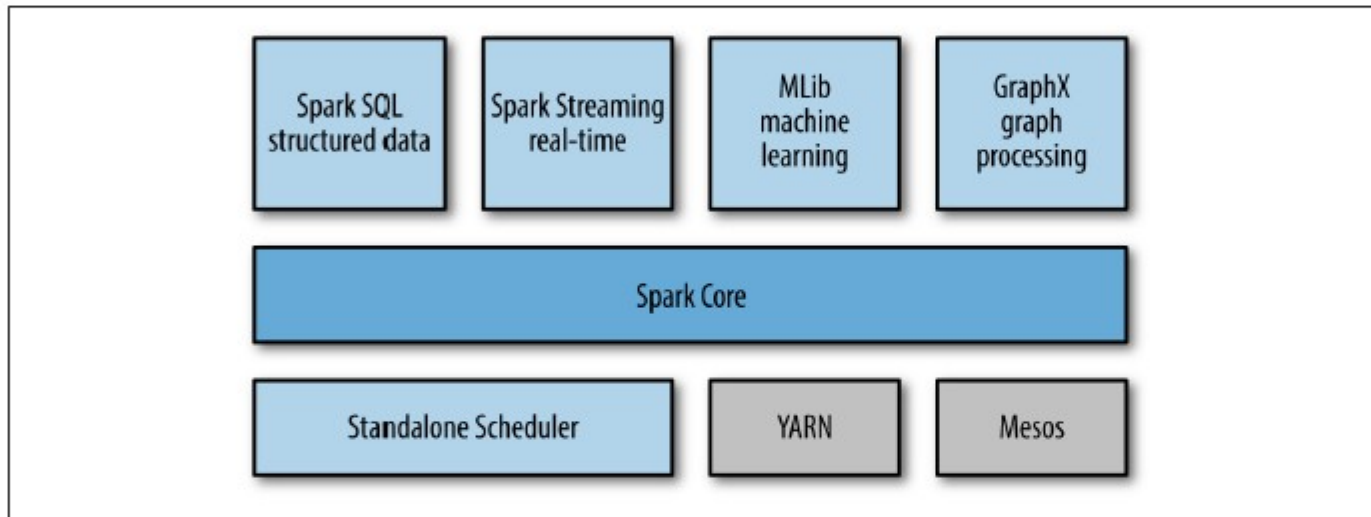 Spark SQL
structured data
Spark Streaming
real-time
MLib
machine
learning
GraphX
graph
processing
Spark Core
Standalone Scheduler
YARN
Mesos